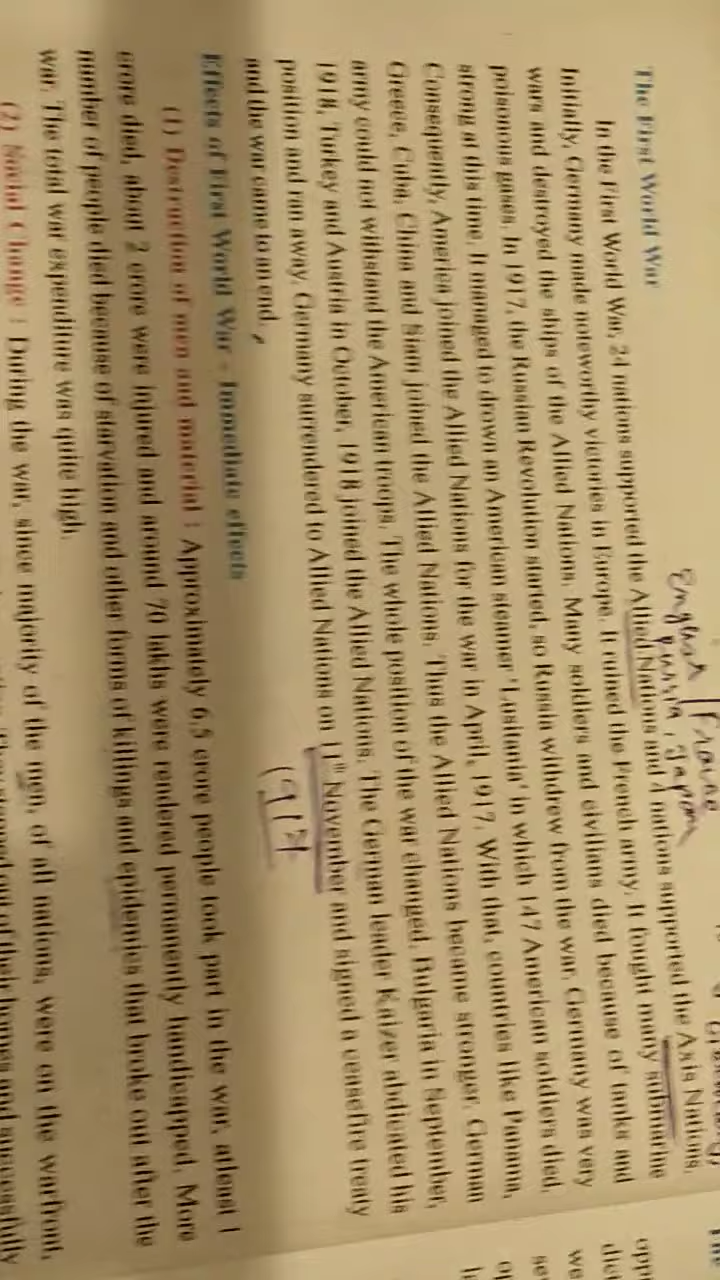 England France
Russia, Japan
The First World War
In the First World War, 24 nations supported the Allied Nations and 4 nations supported the Axis Nations.
Initially, Germany made noteworthy victories in Europe. It ruined the French army. It fought many submarine
wars and destroyed the ships of the Allied Nations. Many soldiers and civilians died because of tanks and
poisonous gases. In 1917, the Russian Revolution started, so Russia withdrew from the war. Germany was very
strong at this time. It managed to drown an American steamer 'Lusitania' in which 147 American soldiers died.
Consequently, America joined the Allied Nations for the war in April, 1917. With that, countries like Panama,
Greece, Cuba, China and Siam joined the Allied Nations. Thus the Allied Nations became stronger. German
army could not withstand the American troops. The whole position of the war changed. Bulgaria in September,
1918, Turkey and Austria in October, 1918 joined the Allied Nations. The German leader Kaizer abdicated his
position and ran away. Germany surrendered to Allied Nations on 11th November and signed a ceasefire treaty
and the war came to an end.
Effects of First World War - Immediate effects
(1) Destruction of men and material : Approximately 6.5 crore people took part in the war, atleast 1
crore died, about 2 crore were injured and around 70 lakhs were rendered permanently handicapped. More
number of people died because of starvation and other forms of killings and epidemics that broke out after the
war. The total war expenditure was quite high.
(2) Social Change : During the war, since majority of the men, of all nations, were on the warfront,
out of their homes and successfully